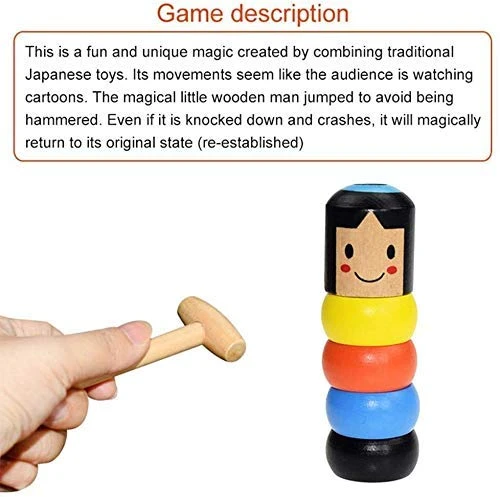 Game description
This is a fun and unique magic created by combining traditional
Japanese toys. Its movements seem like the audience is watching
cartoons. The magical little wooden man jumped to avoid being
hammered. Even if it is knocked down and crashes, it will magically
return to its original state (re-established)